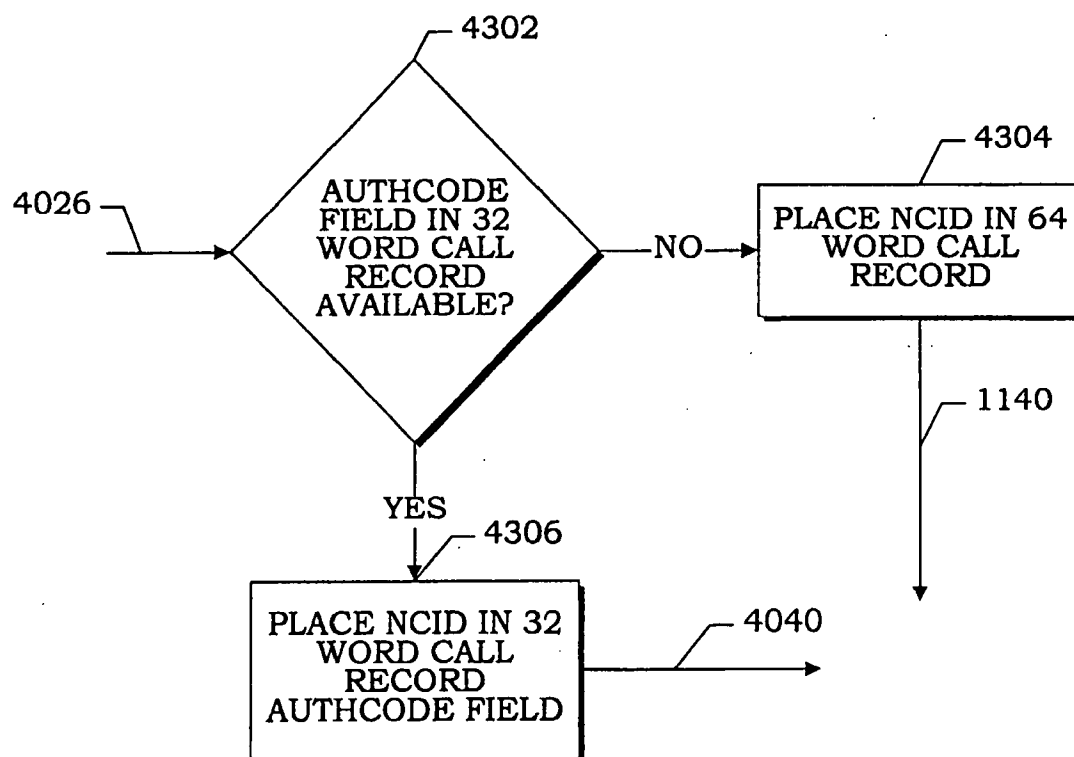 4302
4026
AUTHCODE
FIELD IN 32
WORD CALL
RECORD
AVAILABLE?
NO
4304
PLACE NCID IN 64
WORD CALL
RECORD
1140
YES
4306
PLACE NCID IN 32
WORD CALL
RECORD
AUTHCODE FIELD
4040